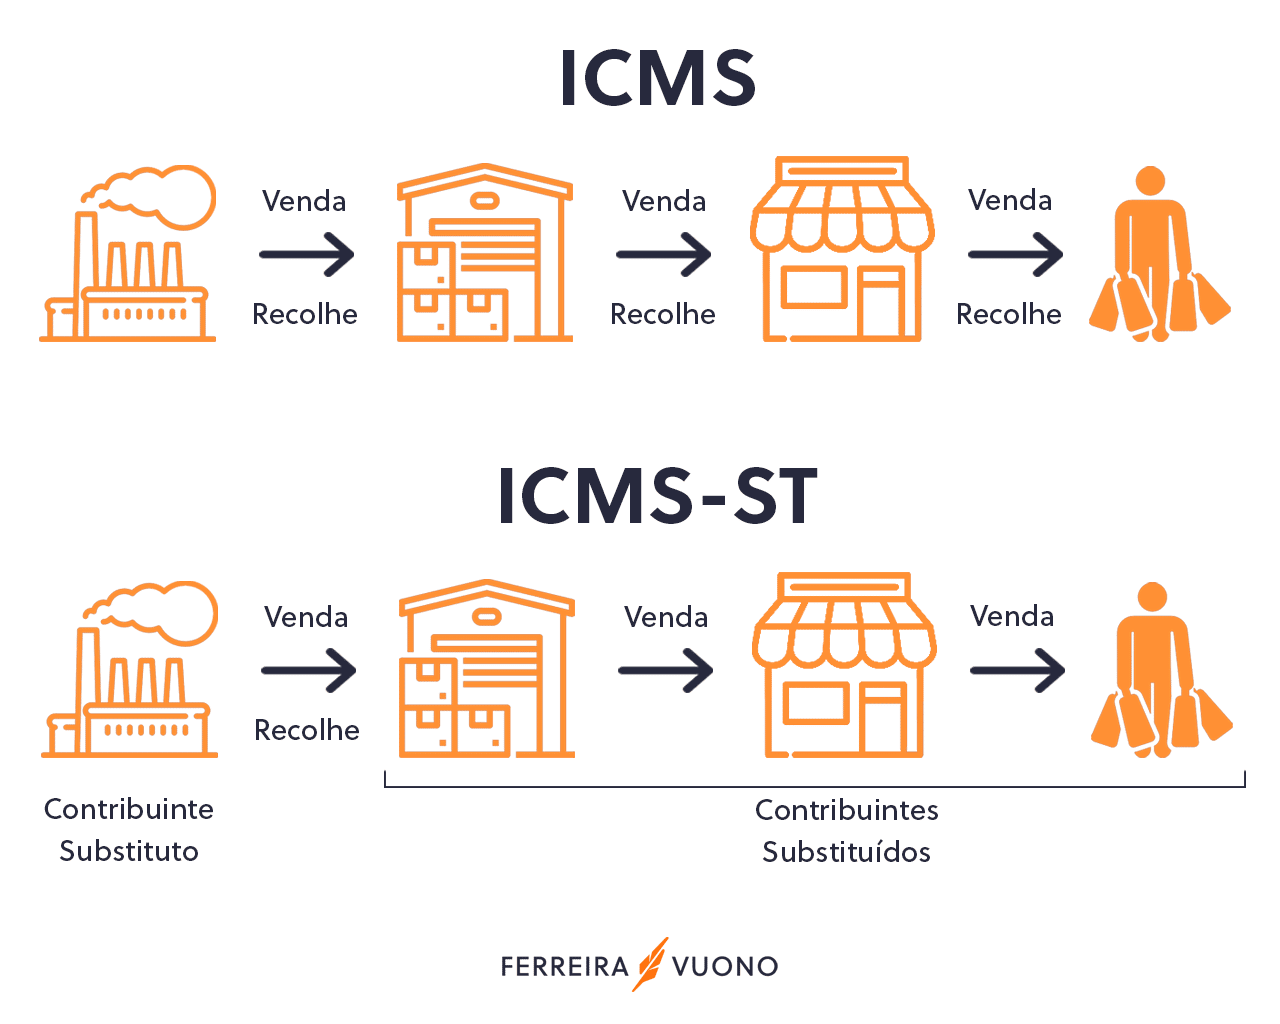 ICMS
Venda
Venda
Venda
Recolhe
Recolhe
Recolhe
ICMS-ST
Venda
Venda
Venda
Recolhe
Contribuinte
Substituto
Contribuintes
Substituídos
FERREIRA VUONO